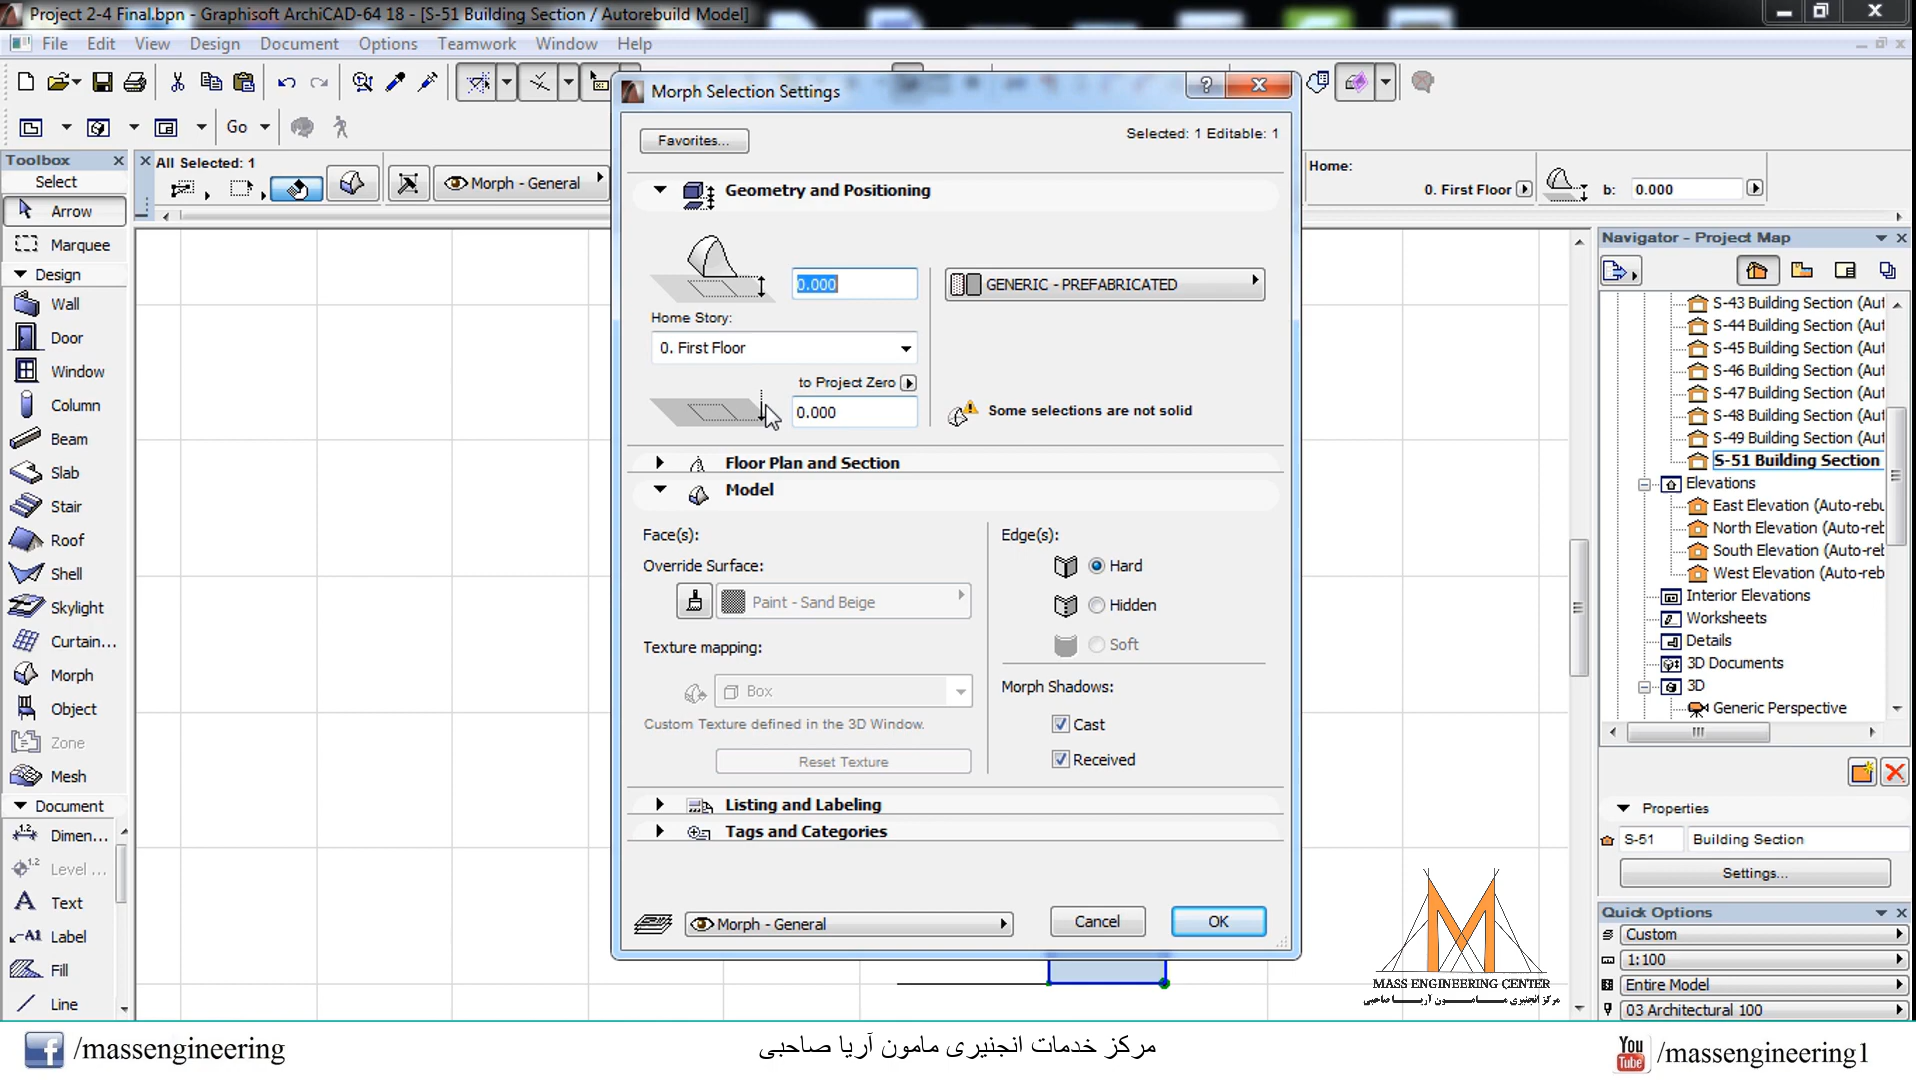 Project 2-4 Final.bpn - Graphisoft ArchiCAD-64 18 - [S-51 Building Section / Autorebuild Model]
File Edit View Design Document Options Teamwork Window Help
Go
Toolbox
Select
Arrow
Marquee
Design
Wall
Door
Window
Column
Beam
Slab
Stair
Roof
Shell
Skylight
Curtain...
Morph
Object
Zone
Mesh
Document
Dimen...
Level ...
Text
Label
Fill
Line
All Selected: 1
Morph - General
Morph Selection Settings
Favorites...
Selected: 1 Editable: 1
Geometry and Positioning
0.000
GENERIC - PREFABRICATED
Home Story:
0. First Floor
to Project Zero
0.000
Some selections are not solid
Floor Plan and Section
Model
Face(s):
Override Surface:
Paint - Sand Beige
Texture mapping:
Box
Custom Texture defined in the 3D Window.
Reset Texture
Edge(s):
Hard
Hidden
Soft
Morph Shadows:
Cast
Received
Listing and Labeling
Tags and Categories
Morph - General
Cancel
OK
Home:
0. First Floor
b: 0.000
Navigator - Project Map
S-43 Building Section (Aut
S-44 Building Section (Aut
S-45 Building Section (Aut
S-46 Building Section (Aut
S-47 Building Section (Aut
S-48 Building Section (Aut
S-49 Building Section (Aut
S-51 Building Section
Elevations
East Elevation (Auto-rebu
North Elevation (Auto-ret
South Elevation (Auto-reb
West Elevation (Auto-reb
Interior Elevations
Worksheets
Details
3D Documents
3D
Generic Perspective
Properties
S-51 Building Section
Settings...
Quick Options
Custom
1:100
Entire Model
03 Architectural 100
MASS ENGINEERING CENTER
مرکز انجنیری مــامــون آریــا صاحبی
/massengineering
مرکز خدمات انجنیری مامون آریا صاحبی
You Tube /massengineering1